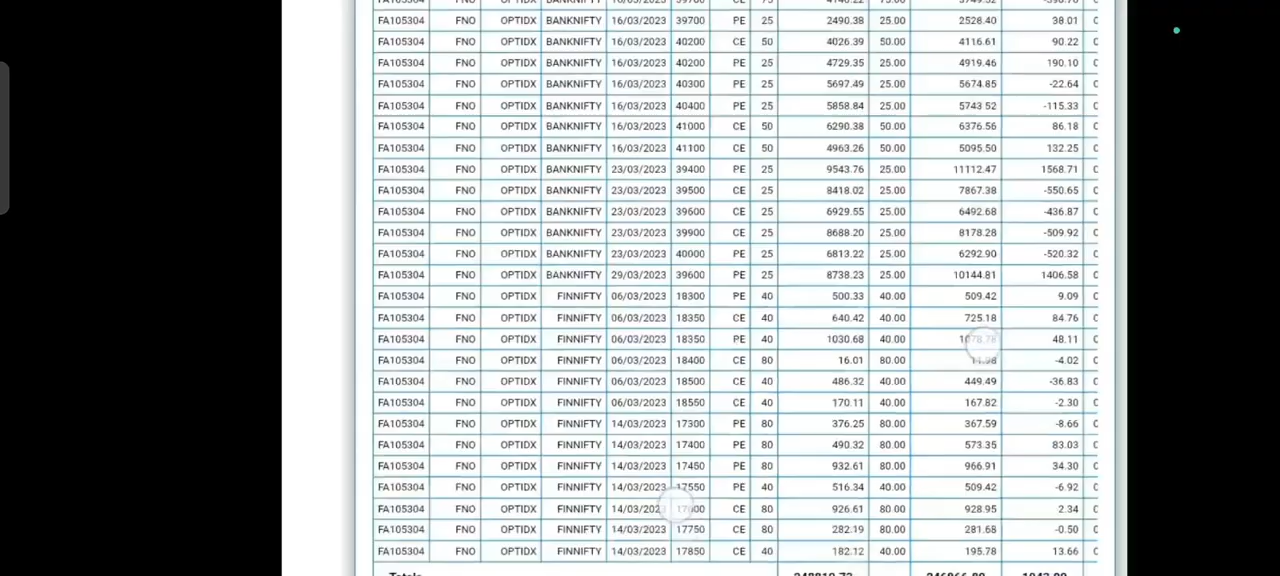 FA105304 FNO OPTIDX BANKNIFTY 16/03/2023 39700 PE 25 2490.38 25.00 2528.40 38.01
FA105304 FNO OPTIDX BANKNIFTY 16/03/2023 40200 CE 50 4026.39 50.00 4116.61 90.22 C
FA105304 FNO OPTIDX BANKNIFTY 16/03/2023 40200 PE 25 4729.35 25.00 4919.46 190.10 C
FA105304 FNO OPTIDX BANKNIFTY 16/03/2023 40300 PE 25 5697.49 25.00 5674.85 -22.64 C
FA105304 FNO OPTIDX BANKNIFTY 16/03/2023 40400 PE 25 5858.84 25.00 5743 52 -115.33 C
FA105304 FNO OPTIDX BANKNIFTY 16/03/2023 41000 CE 50 6290.38 50.00 6376.56 86.18 C
FA105304 FNO OPTIDX BANKNIFTY 16/03/2023 41100 CE 50 4963.26 50.00 5095.50 132.25 C
FA105304 FNO OPTIDX BANKNIFTY 23/03/2023 39400 PE 25 9543.76 25.00 11112.47 1568.71 C
FA105304 FNO OPTIDX BANKNIFTY 23/03/2023 39500 CE 25 8418.02 25.00 7867.38 -550.65 C
FA105304 FNO OPTIDX BANKNIFTY 23/03/2023 39600 CE 25 6929.55 25.00 6492.68 -436.87 C
FA105304 FNO OPTIDX BANKNIFTY 23/03/2023 39900 CE 25 8688.20 25.00 8178.28 -509.92 C
FA105304 FNO OPTIDX BANKNIFTY 23/03/2023 40000 PE 25 6813.22 25.00 6292.90 -520.32 C
FA105304 FNO OPTIDX BANKNIFTY 29/03/2023 39600 PE 25 8738.23 25.00 10144.81 1406.58 C
FA105304 FNO OPTIDX FINNIFTY 06/03/2023 18300 PE 40 500.33 40.00 509.42 9.09 C
FA105304 FNO OPTIDX FINNIFTY 06/03/2023 18350 CE 40 640.42 40.00 725.18 84.76 C
FA105304 FNO OPTIDX FINNIFTY 06/03/2023 18350 PE 40 1030.68 40.00 1078.78 48.11 C
FA105304 FNO OPTIDX FINNIFTY 06/03/2023 18400 CE 80 16.01 80.00 11.98 -4.02 C
FA105304 FNO OPTIDX FINNIFTY 06/03/2023 18500 CE 40 486.32 40.00 449.49 -36.83 C
FA105304 FNO OPTIDX FINNIFTY 06/03/2023 18550 CE 40 170.11 40.00 167.82 -2.30 C
FA105304 FNO OPTIDX FINNIFTY 14/03/2023 17300 PE 80 376.25 80.00 367.59 -8.66 C
FA105304 FNO OPTIDX FINNIFTY 14/03/2023 17400 PE 80 490.32 80.00 573.35 83.03 C
FA105304 FNO OPTIDX FINNIFTY 14/03/2023 17450 PE 80 932.61 80.00 966.91 34.30 C
FA105304 FNO OPTIDX FINNIFTY 14/03/2023 17550 PE 40 516.34 40.00 509.42 -6.92 C
FA105304 FNO OPTIDX FINNIFTY 14/03/2023 17600 CE 80 926.61 80.00 928.95 2.34 C
FA105304 FNO OPTIDX FINNIFTY 14/03/2023 17750 CE 80 282.19 80.00 281.68 -0.50 C
FA105304 FNO OPTIDX FINNIFTY 14/03/2023 17850 CE 40 182.12 40.00 195.78 13.66 C
Totals